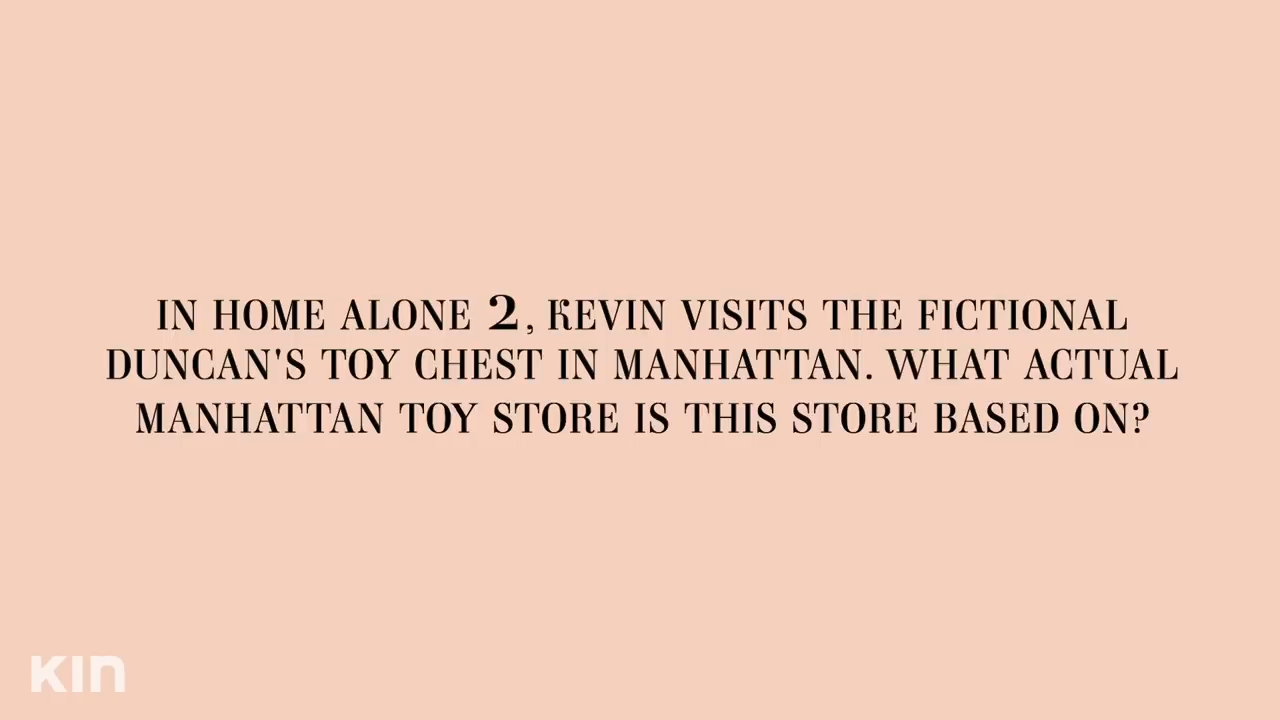 IN HOME ALONE 2, KEVIN VISITS THE FICTIONAL
DUNCAN'S TOY CHEST IN MANHATTAN. WHAT ACTUAL
MANHATTAN TOY STORE IS THIS STORE BASED ON?
KIN